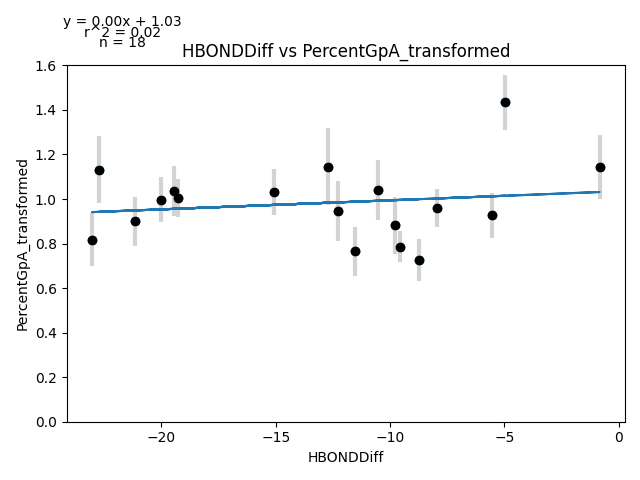 y = 0.00x + 1.03
r^2 = 0.02
n = 18
HBONDDiff vs PercentGpA_transformed
1.6
1.4
1.2
1.0
0.8
0.6
0.4
0.2
0.0
PercentGpA_transformed
−20
−15
−10
−5
0
HBONDDiff